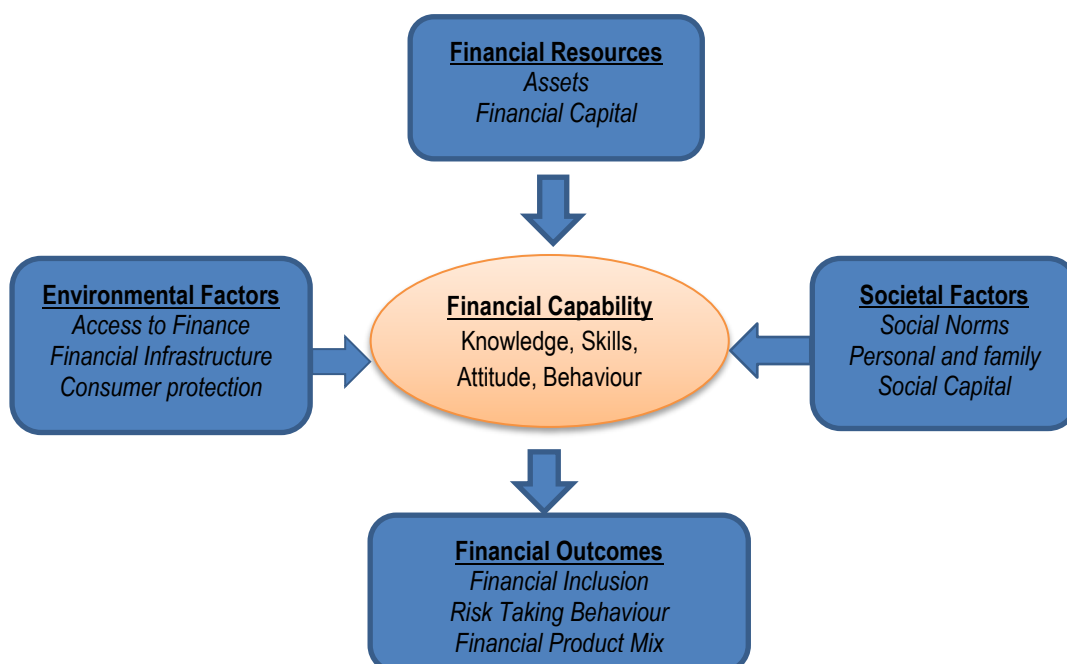 Financial Resources
Assets
Financial Capital
Environmental Factors
Access to Finance
Financial Infrastructure
Consumer protection
Financial Capability
Knowledge, Skills,
Attitude, Behaviour
Societal Factors
Social Norms
Personal and family
Social Capital
Financial Outcomes
Financial Inclusion
Risk Taking Behaviour
Financial Product Mix